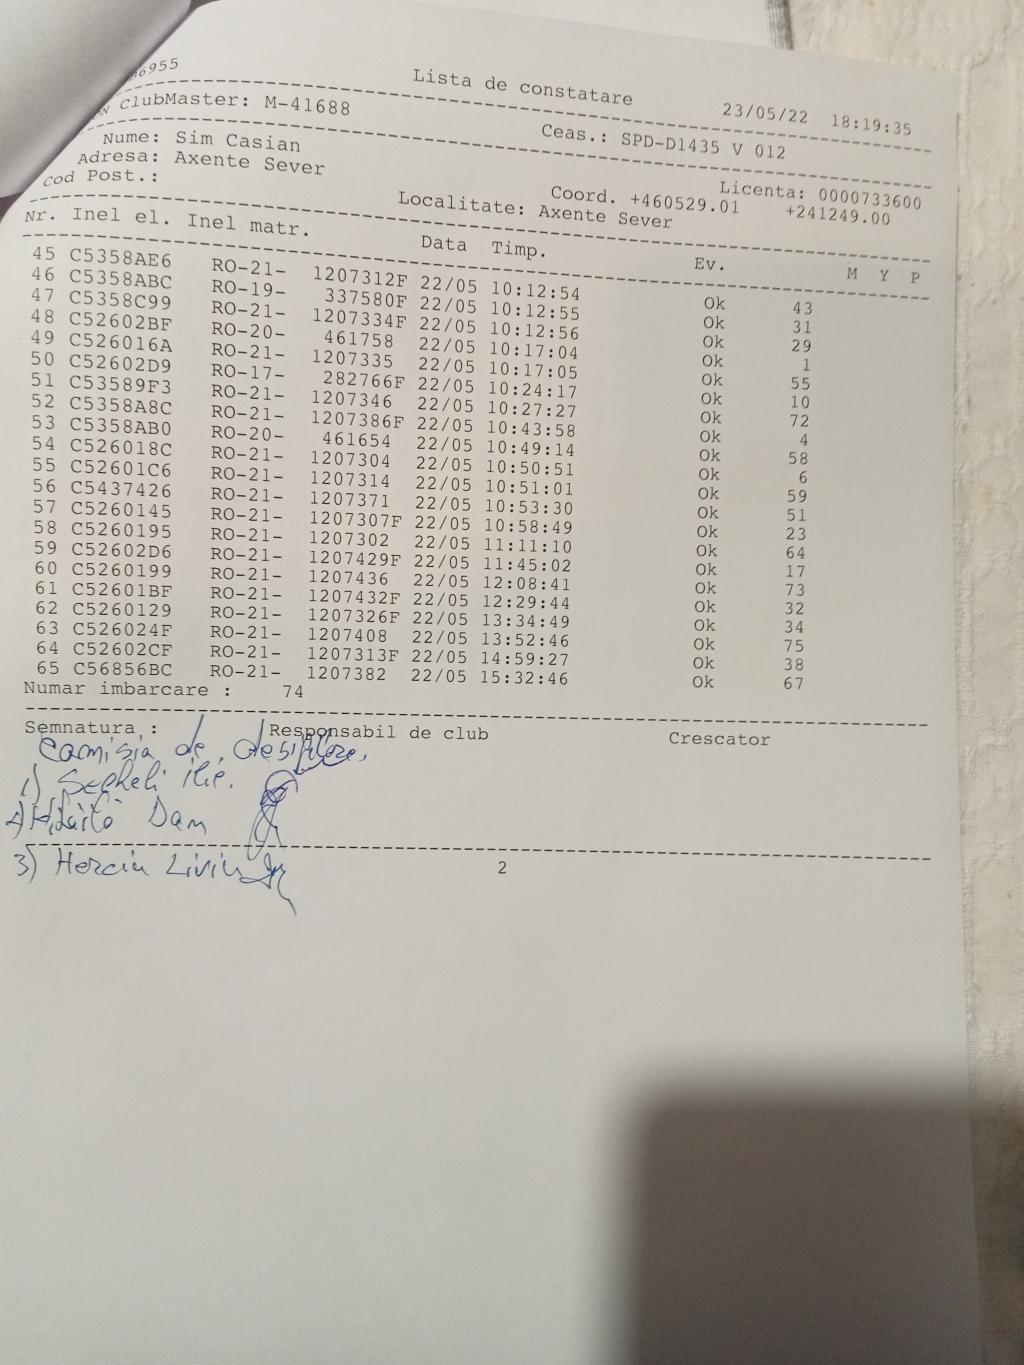 6955
Lista de constatare
23/05/22 18:19:35
ClubMaster: M-41688
Ceas.: SPD-D1435 V 012
Nume: Sim Casian
Licenta: 0000733600
Adresa: Axente Sever
Coord. +460529.01 +241249.00
Cod Post.:
Localitate: Axente Sever
Nr. Inel el. Inel matr. Data Timp. Ev. M Y P
45 C5358AE6 RO-21- 1207312F 22/05 10:12:54 Ok 43
46 C5358ABC RO-19- 337580F 22/05 10:12:55 Ok 31
47 C5358C99 RO-21- 1207334F 22/05 10:12:56 Ok 29
48 C52602BF RO-20- 461758 22/05 10:17:04 Ok 1
49 C526016A RO-21- 1207335 22/05 10:17:05 Ok 55
50 C52602D9 RO-17- 282766F 22/05 10:24:17 Ok 10
51 C53589F3 RO-21- 1207346 22/05 10:27:27 Ok 72
52 C5358A8C RO-21- 1207386F 22/05 10:43:58 Ok 4
53 C5358AB0 RO-20- 461654 22/05 10:49:14 Ok 58
54 C526018C RO-21- 1207304 22/05 10:50:51 Ok 6
55 C52601C6 RO-21- 1207314 22/05 10:51:01 Ok 59
56 C5437426 RO-21- 1207371 22/05 10:53:30 Ok 51
57 C5260145 RO-21- 1207307F 22/05 10:58:49 Ok 23
58 C5260195 RO-21- 1207302 22/05 11:11:10 Ok 64
59 C52602D6 RO-21- 1207429F 22/05 11:45:02 Ok 17
60 C5260199 RO-21- 1207436 22/05 12:08:41 Ok 73
61 C52601BF RO-21- 1207432F 22/05 12:29:44 Ok 32
62 C5260129 RO-21- 1207326F 22/05 13:34:49 Ok 34
63 C526024F RO-21- 1207408 22/05 13:52:46 Ok 75
64 C52602CF RO-21- 1207313F 22/05 14:59:27 Ok 38
65 C56856BC RO-21- 1207382 22/05 15:32:46 Ok 67
Numar imbarcare : 74
Semnatura : Responsabil de club Crescator
Comisia de
1) Ilie.
2) Dan
3) Herciu Liviu
2